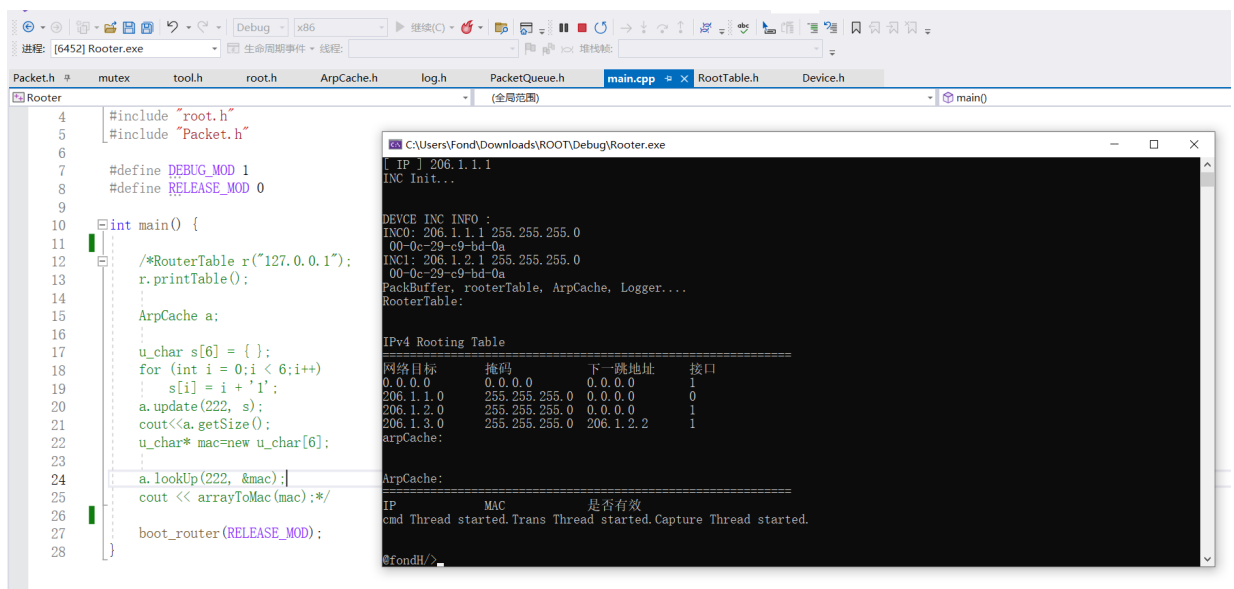 Debug x86 继续(C)
进程: [6452] Rooter.exe 生命周期事件 线程: 堆栈帧:
Packet.h mutex tool.h root.h ArpCache.h log.h PacketQueue.h main.cpp RootTable.h Device.h
Rooter (全局范围) main()
4 #include "root.h"
5 #include "Packet.h"
6
7 #define DEBUG_MOD 1
8 #define RELEASE_MOD 0
9
10 int main() {
11
12 /*RouterTable r("127.0.0.1");
13 r.printTable();
14
15 ArpCache a;
16
17 u_char s[6] = { };
18 for (int i = 0;i < 6;i++)
19 s[i] = i + '1';
20 a.update(222, s);
21 cout<<a.getSize();
22 u_char* mac=new u_char[6];
23
24 a.lookUp(222, &mac);
25 cout << arrayToMac(mac);*/
26
27 boot_router(RELEASE_MOD);
28 }
C:\Users\Fond\Downloads\ROOT\Debug\Rooter.exe
[ IP ] 206.1.1.1
INC Init...
DEVCE INC INFO :
INC0: 206.1.1.1 255.255.255.0
00-0c-29-c9-bd-0a
INC1: 206.1.2.1 255.255.255.0
00-0c-29-c9-bd-0a
PackBuffer, rooterTable, ArpCache, Logger....
RooterTable:
IPv4 Rooting Table
=============================================================
网络目标 掩码 下一跳地址 接口
0.0.0.0 0.0.0.0 0.0.0.0 1
206.1.1.0 255.255.255.0 0.0.0.0 0
206.1.2.0 255.255.255.0 0.0.0.0 1
206.1.3.0 255.255.255.0 206.1.2.2 1
arpCache:
ArpCache:
=============================================================
IP MAC 是否有效
cmd Thread started.Trans Thread started.Capture Thread started.
@fondH/>